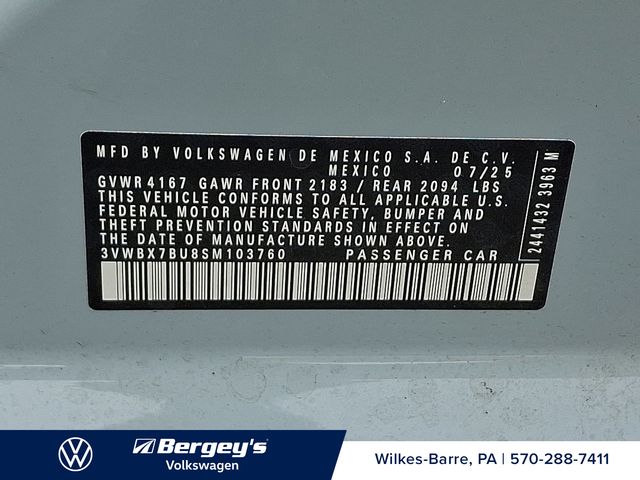 MFD BY VOLKSWAGEN DE MEXICO S.A. DE C.V.
MEXICO 07/25
GVWR 4167 GAWR FRONT 2183 / REAR 2094 LBS
THIS VEHICLE CONFORMS TO ALL APPLICABLE U.S.
FEDERAL MOTOR VEHICLE SAFETY, BUMPER AND
THEFT PREVENTION STANDARDS IN EFFECT ON
THE DATE OF MANUFACTURE SHOWN ABOVE.
3VWBX7BU8SM103760 PASSENGER CAR
2441432 3963 M
Bergey's
Volkswagen
Wilkes-Barre, PA | 570-288-7411